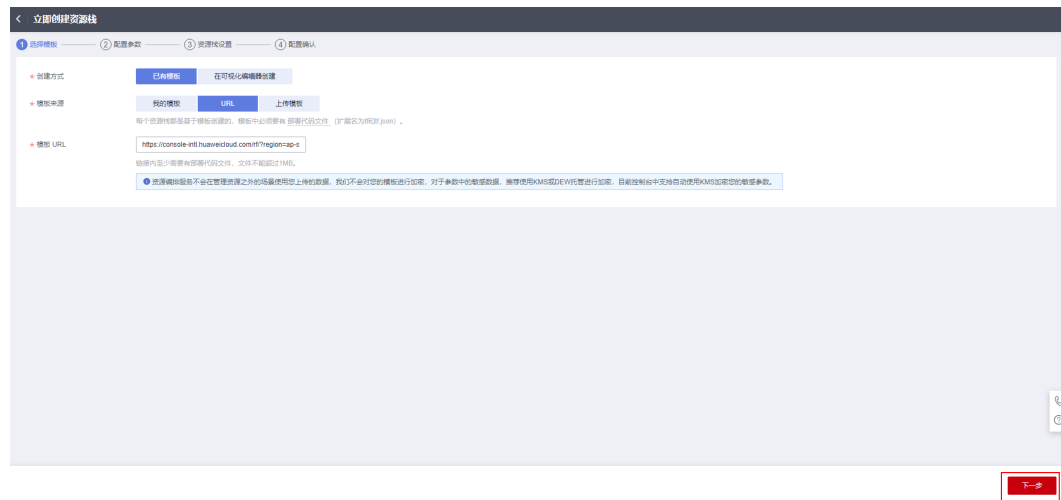 立即创建资源栈
1 选择模板 2 配置参数 3 资源栈设置 4 配置确认
* 创建方式 已有模板 在可视化编辑器创建
* 模板来源 我的模板 URL 上传模板
每个资源栈都是基于模板创建的，模板中必须要有 部署代码文件 （扩展名为tf或tf.json）。
* 模板 URL https://console-intl.huaweicloud.com/rf/?region=ap-s
链接内至少需要有部署代码文件，文件不能超过1MB。
资源编排服务不会在管理资源之外的场景使用您上传的数据，我们不会对您的模板进行加密，对于参数中的敏感数据，推荐使用KMS或DEW托管进行加密，目前控制台中支持自动使用KMS加密您的敏感参数。
下一步